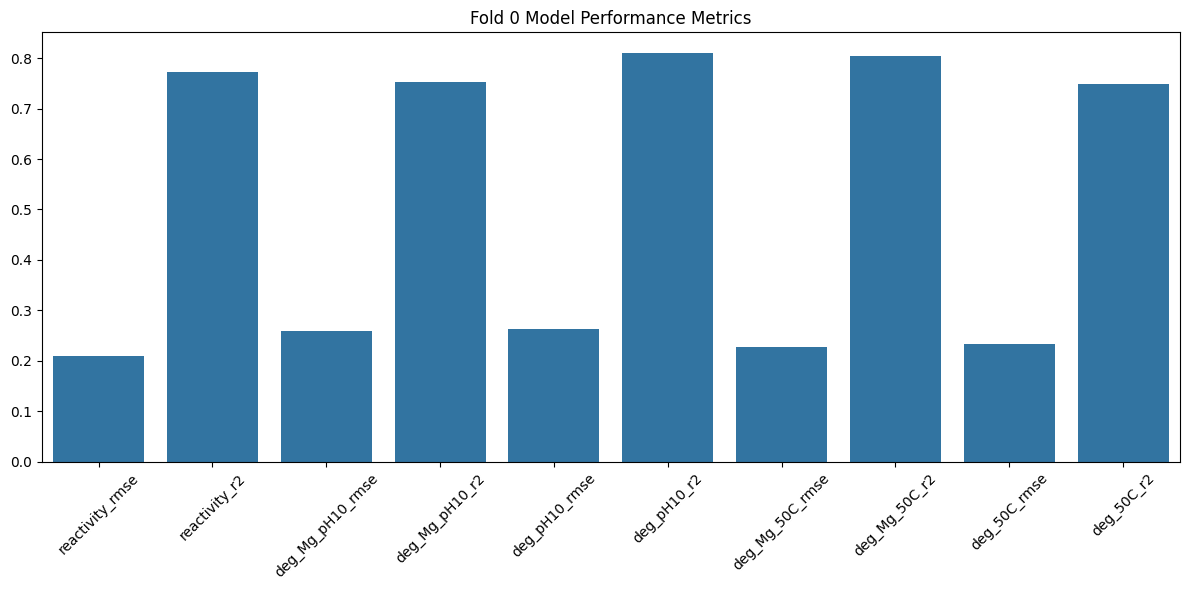 Fold 0 Model Performance Metrics
0.8
0.7
0.6
0.5
0.4
0.3
0.2
0.1
0.0
reactivity_rmse
reactivity_r2
deg_Mg_pH10_rmse
deg_Mg_pH10_r2
deg_pH10_rmse
deg_pH10_r2
deg_Mg_50C_rmse
deg_Mg_50C_r2
deg_50C_rmse
deg_50C_r2